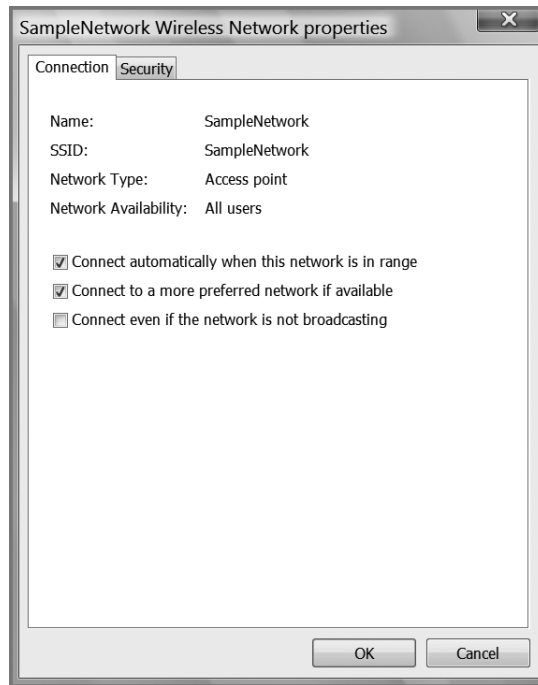 SampleNetwork Wireless Network properties
Connection Security
Name: SampleNetwork
SSID: SampleNetwork
Network Type: Access point
Network Availability: All users
Connect automatically when this network is in range
Connect to a more preferred network if available
Connect even if the network is not broadcasting
OK Cancel